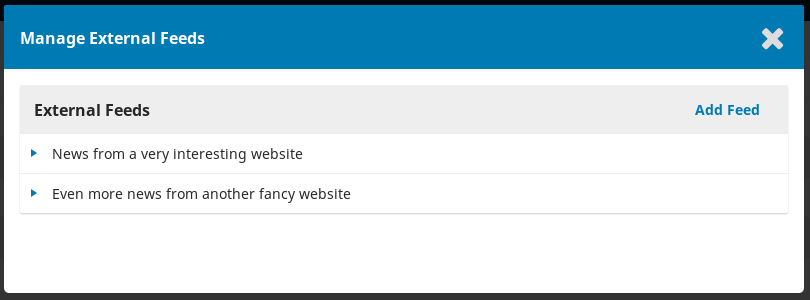 Manage External Feeds
External Feeds
Add Feed
News from a very interesting website
Even more news from another fancy website